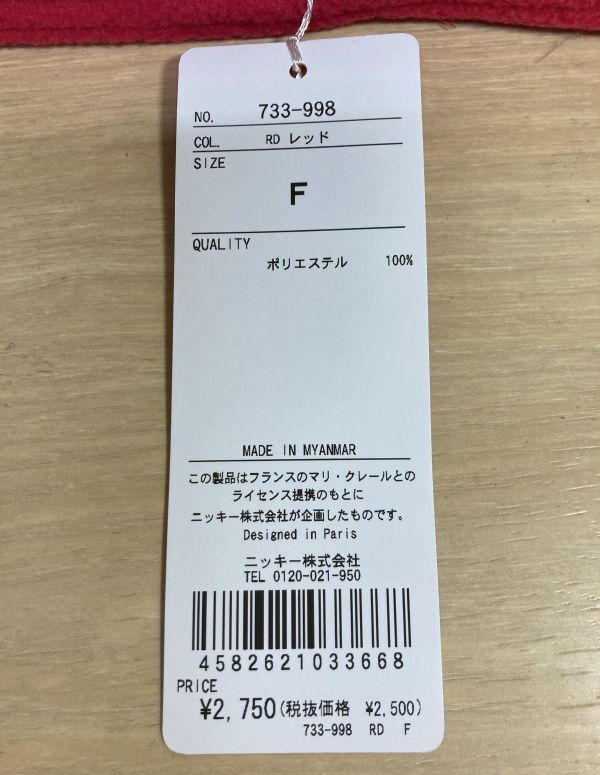 NO. 733-998
COL. RD レッド
SIZE
F
QUALITY
ポリエステル 100%
MADE IN MYANMAR
この製品はフランスのマリ・クレールとの
ライセンス提携のもとに
ニッキー株式会社が企画したものです。
Designed in Paris
ニッキー株式会社
TEL 0120-021-950
4582621033668
PRICE
¥2,750(税抜価格 ¥2,500)
733-998 RD F